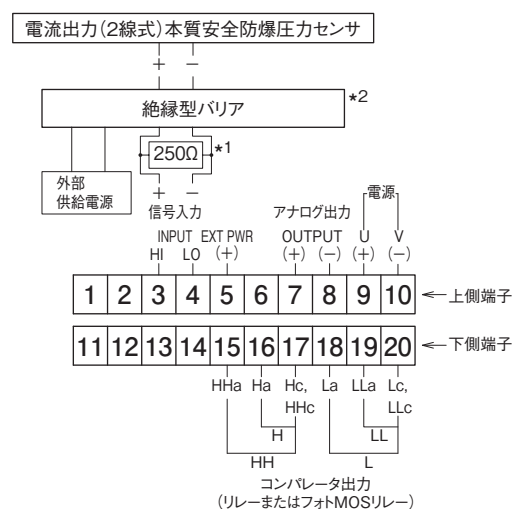 電流出力（2線式）本質安全防爆圧力センサ
+ −
絶縁型バリア *2
250Ω *1
外部
供給電源
+ −
信号入力 アナログ出力 電源
INPUT EXT PWR OUTPUT U V
HI LO (+) (+) (−) (+) (−)
1 2 3 4 5 6 7 8 9 10 ←上側端子
11 12 13 14 15 16 17 18 19 20 ←下側端子
HHa Ha Hc, La LLa Lc,
HHc LLc
H LL
HH L
コンパレータ出力
（リレーまたはフォトMOSリレー）